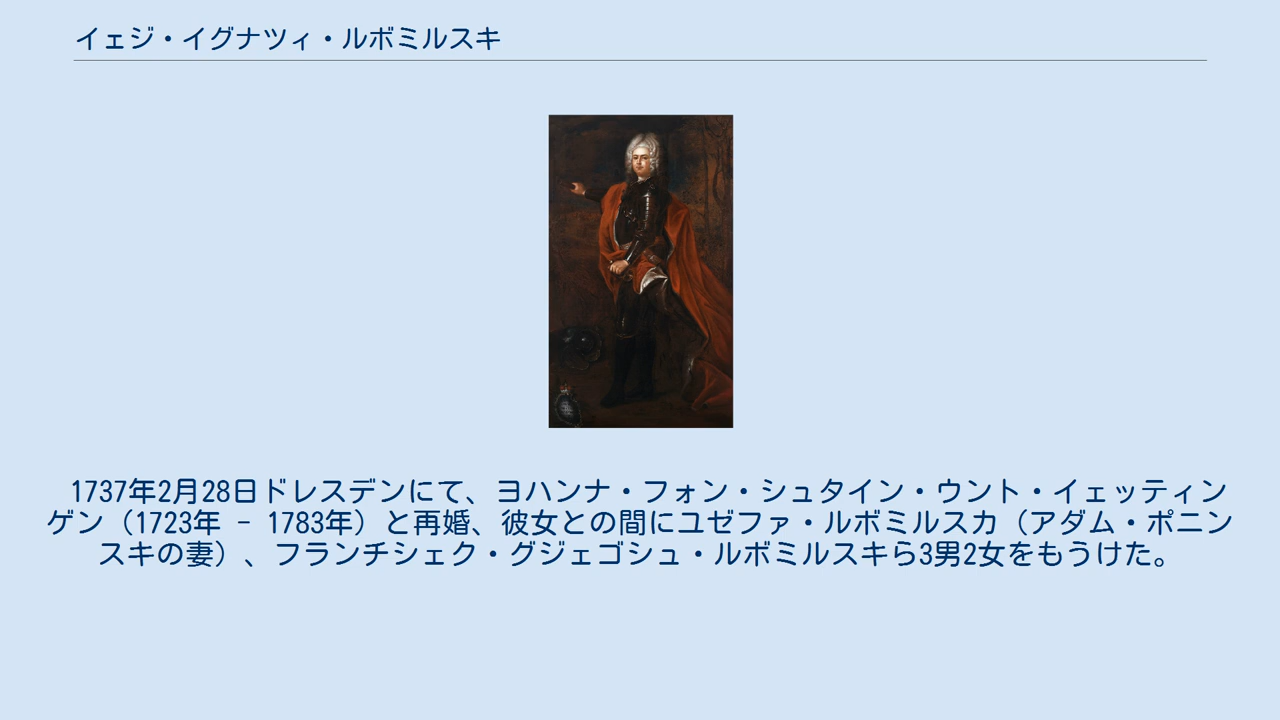 イェジ・イグナツィ・ルボミルスキ
1737年2月28日ドレスデンにて、ヨハンナ・フォン・シュタイン・ウント・イェッティン
ゲン（1723年 - 1783年）と再婚、彼女との間にユゼファ・ルボミルスカ（アダム・ポニン
スキの妻）、フランチシェク・グジェゴシュ・ルボミルスキら3男2女をもうけた。